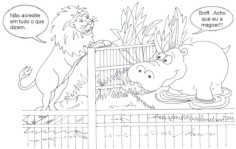 Não acredite
em tudo o que
dizem.
Sniff...Acho
que eu a
magoei!!!